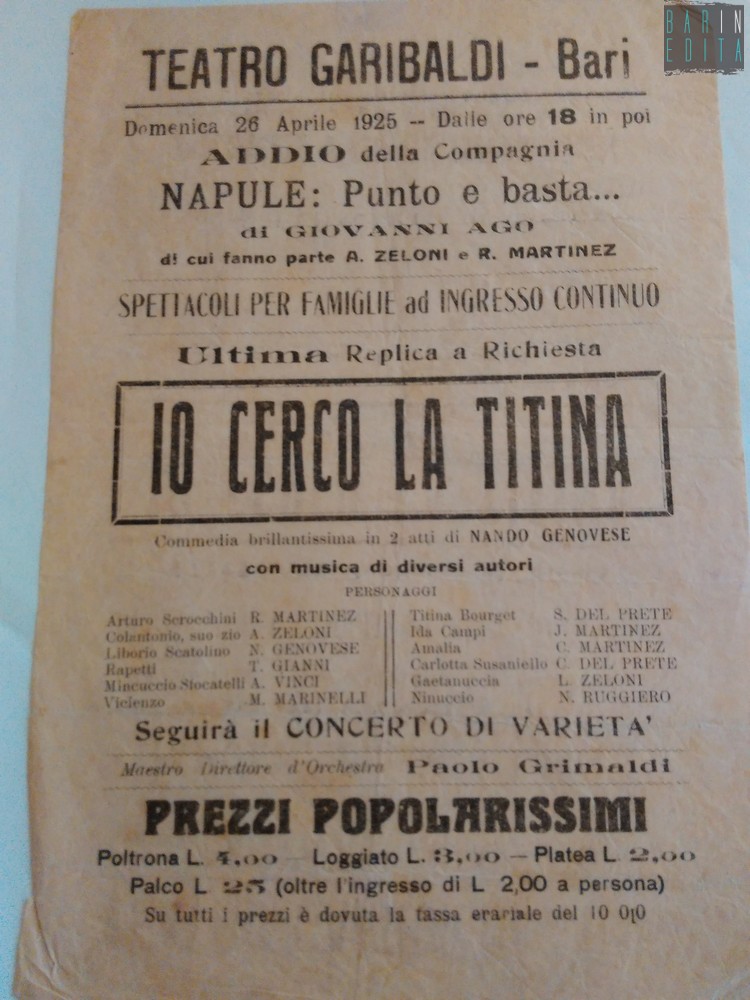 BARIN
EDITA
TEATRO GARIBALDI - Bari
Domenica 26 Aprile 1925 -- Dalle ore 18 in poi
ADDIO della Compagnia
NAPULE: Punto e basta...
di GIOVANNI AGO
di cui fanno parte A. ZELONI e R. MARTINEZ
SPETTACOLI PER FAMIGLIE ad INGRESSO CONTINUO
Ultima Replica a Richiesta
IO CERCO LA TITINA
Commedia brillantissima in 2 atti di NANDO GENOVESE
con musica di diversi autori
PERSONAGGI
Arturo Scrocchini R. MARTINEZ
Colantonio, suo zio A. ZELONI
Liborio Scatolino N. GENOVESE
Rapetti T. GIANNI
Mincuccio Stocatelli A. VINCI
Vicienzo M. MARINELLI
Titina Bourget S. DEL PRETE
Ida Campi J. MARTINEZ
Amalia C. MARTINEZ
Carlotta Susaniello C. DEL PRETE
Gaetanuccia L. ZELONI
Ninuccio N. RUGGIERO
Seguirà il CONCERTO DI VARIETA'
Maestro Direttore d'Orchestra Paolo Grimaldi
PREZZI POPOLARISSIMI
Poltrona L. 4,00 – Loggiato L. 3,00 – Platea L 2,00
Palco L 25 (oltre l'ingresso di L 2,00 a persona)
Su tutti i prezzi è dovuta la tassa erariale del 10 0|0